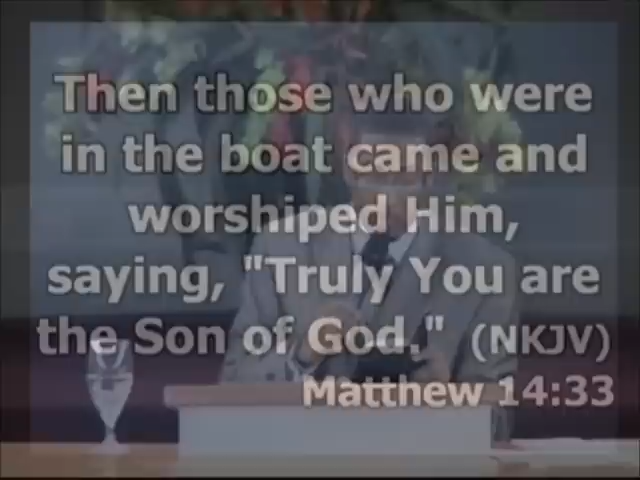 Then those who were
in the boat came and
worshiped Him,
saying, "Truly You are
the Son of God." (NKJV)
Matthew 14:33